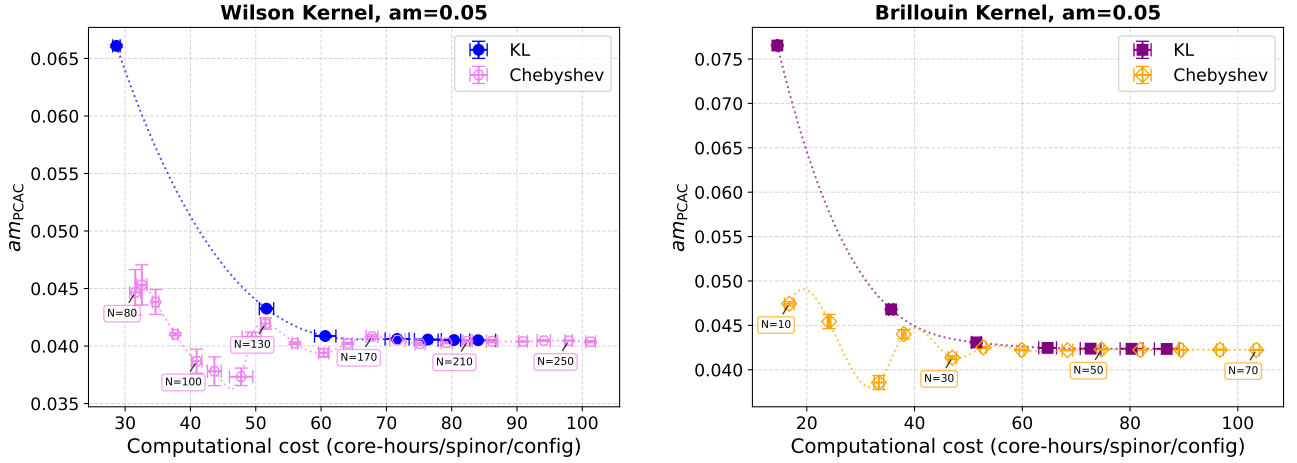 Wilson Kernel, am=0.05
KL
Chebyshev
0.065
0.060
0.055
0.050
0.045
0.040
0.035
am_PCAC
N=80
N=100
N=130
N=170
N=210
N=250
30 40 50 60 70 80 90 100
Computational cost (core-hours/spinor/config)
Brillouin Kernel, am=0.05
KL
Chebyshev
0.075
0.070
0.065
0.060
0.055
0.050
0.045
0.040
am_PCAC
N=10
N=30
N=50
N=70
20 40 60 80 100
Computational cost (core-hours/spinor/config)